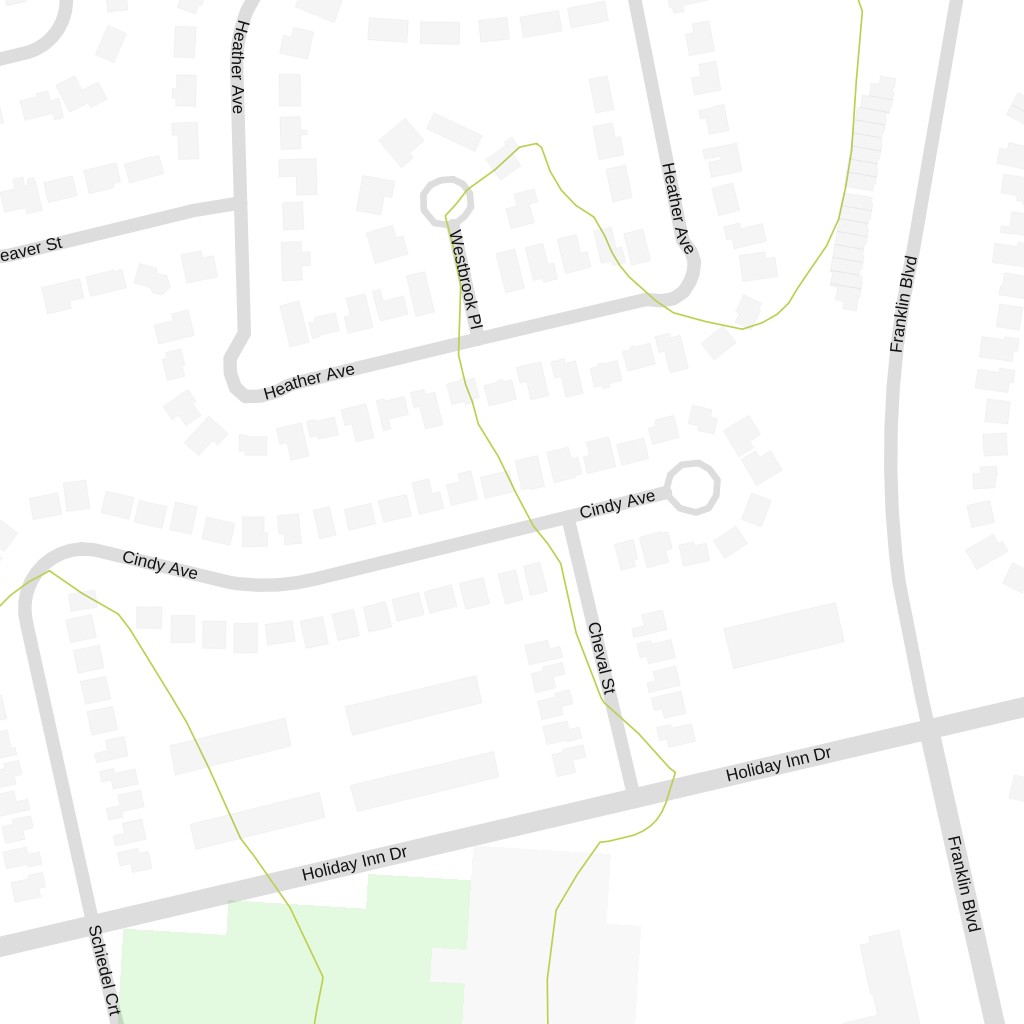 Heather Ave
Heather Ave
eaver St
Westbrook Pl
Franklin Blvd
Heather Ave
Cindy Ave
Cindy Ave
Cheval St
Holiday Inn Dr
Holiday Inn Dr
Franklin Blvd
Schiedel Crt